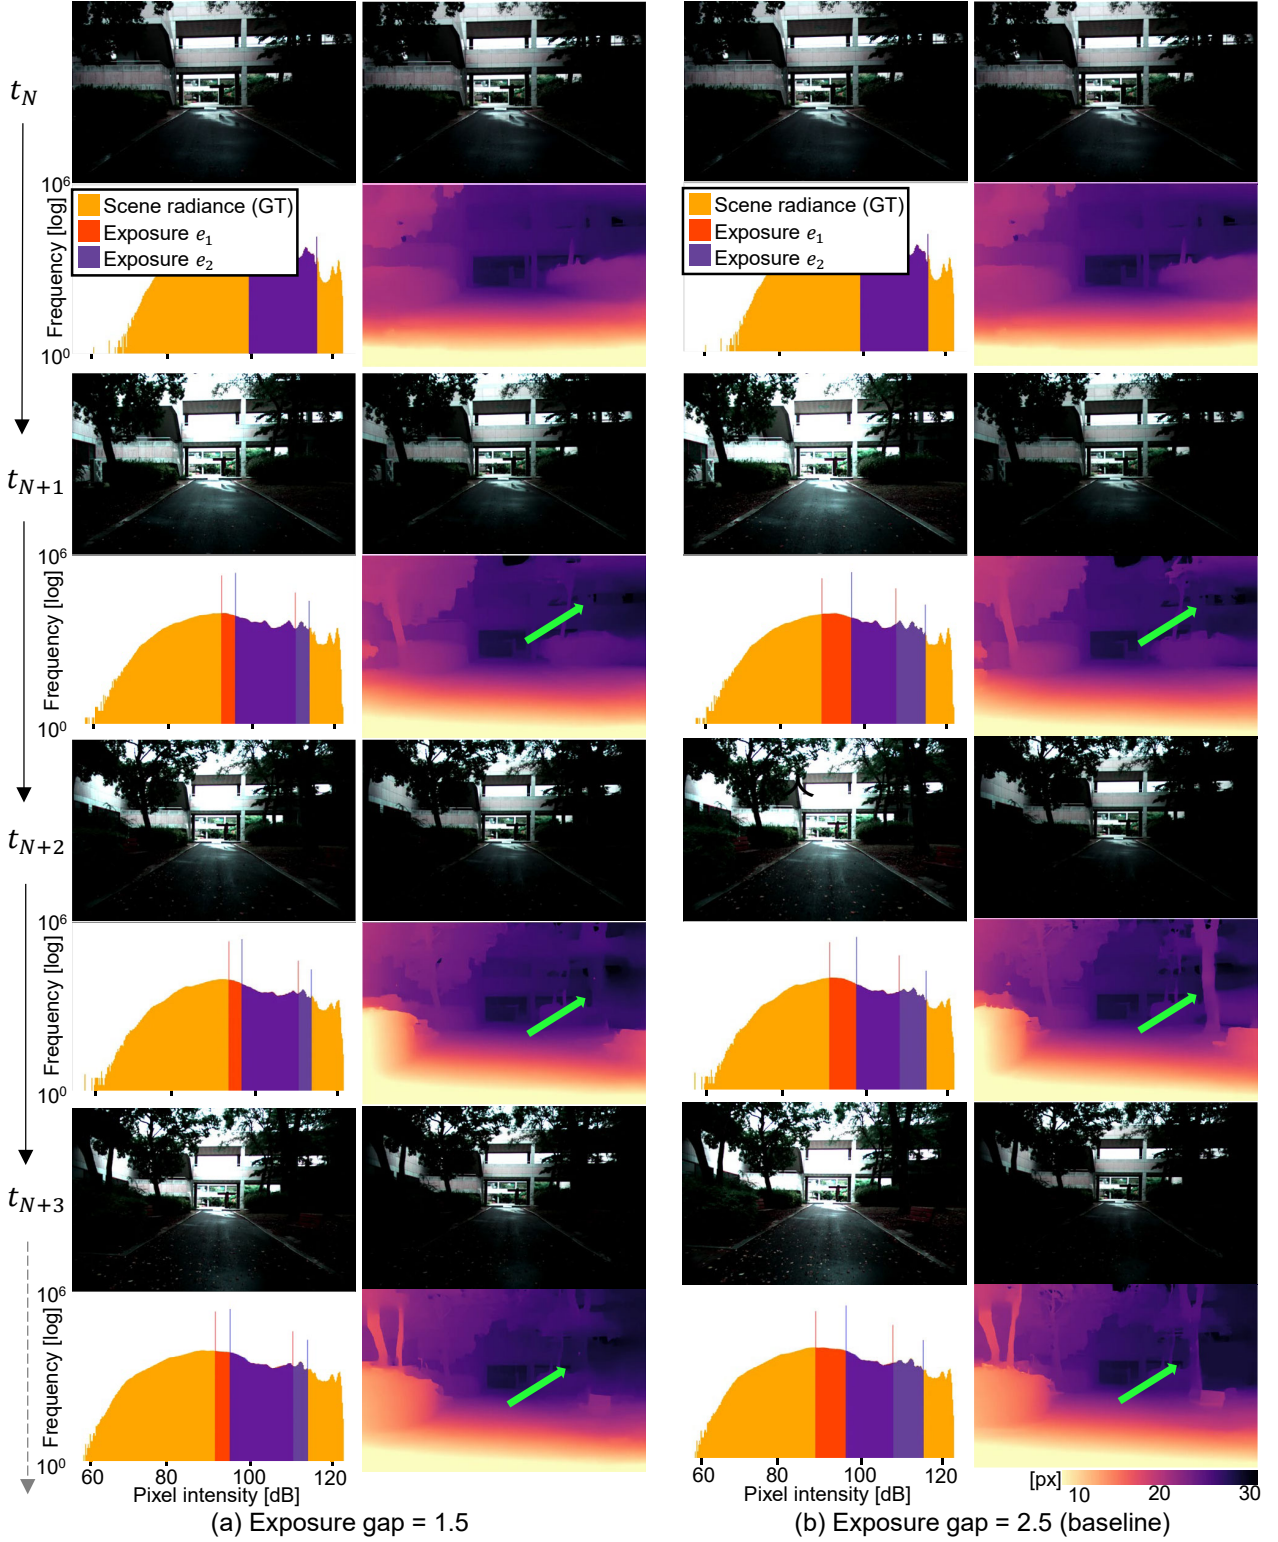 t_N
10^6
Frequency [log]
10^0
Scene radiance (GT)
Exposure e_1
Exposure e_2
Scene radiance (GT)
Exposure e_1
Exposure e_2
t_{N+1}
10^6
Frequency [log]
10^0
t_{N+2}
10^6
Frequency [log]
10^0
t_{N+3}
10^6
Frequency [log]
10^0
60 80 100 120
Pixel intensity [dB]
60 80 100 120
Pixel intensity [dB]
[px] 10 20 30
(a) Exposure gap = 1.5
(b) Exposure gap = 2.5 (baseline)